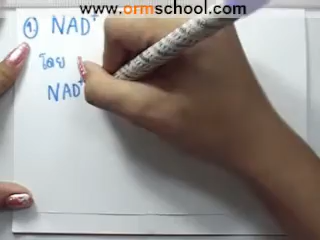 www.ormschool.com
① NAD⁺
โดย
NAD⁺